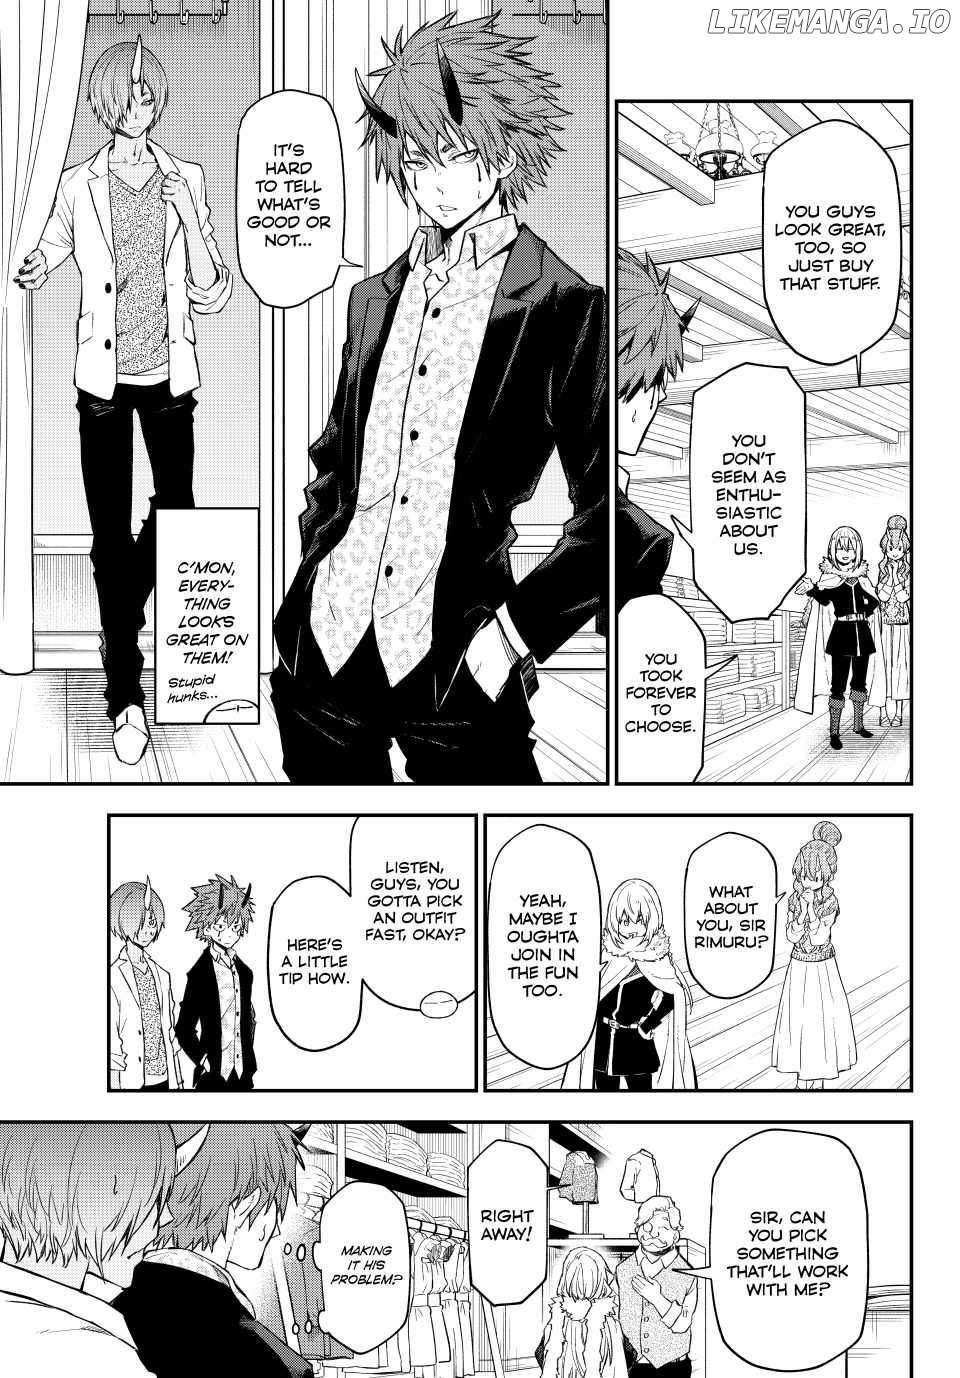 LIKEMANGA.IO
YOU GUYS
LOOK GREAT,
TOO, SO
JUST BUY
THAT STUFF.
YOU
DON'T
SEEM AS
ENTHU-
SIASTIC
ABOUT
US.
YOU
TOOK
FOREVER
TO
CHOOSE.
IT'S
HARD
TO TELL
WHAT'S
GOOD OR
NOT...
C'MON,
EVERY-
THING
LOOKS
GREAT ON
THEM!
Stupid
hunks...
WHAT
ABOUT
YOU, SIR
RIMURU?
YEAH,
MAYBE I
OUGHTA
JOIN IN
THE FUN
TOO.
LISTEN,
GUYS, YOU
GOTTA PICK
AN OUTFIT
FAST, OKAY?
HERE'S
A LITTLE
TIP HOW.
SIR, CAN
YOU PICK
SOMETHING
THAT'LL WORK
WITH ME?
RIGHT
AWAY!
MAKING
IT HIS
PROBLEM?